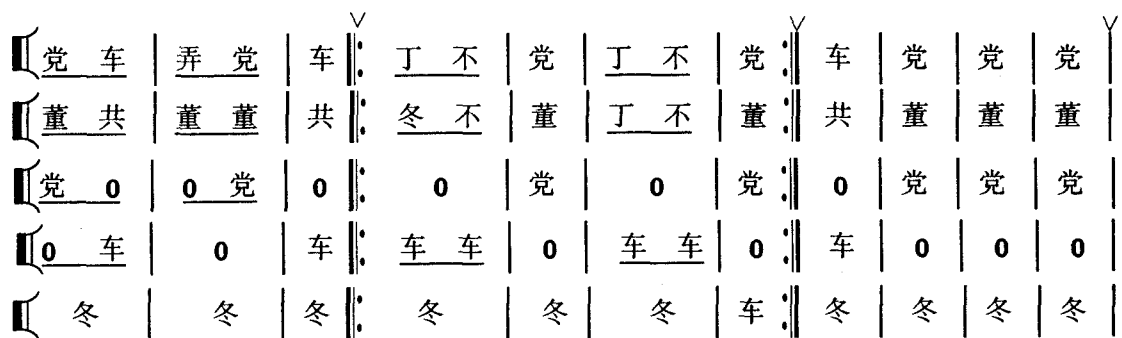 党 车 弄 党 车 丁 不 党 丁 不 党 车 党 党 党
董 共 董 董 共 冬 不 董 丁 不 董 共 董 董 董
党 0 0 党 0 0 党 0 党 0 党 党 党
0 车 0 车 车 车 0 车 车 0 车 0 0 0
冬 冬 冬 冬 冬 冬 车 冬 冬 冬 冬